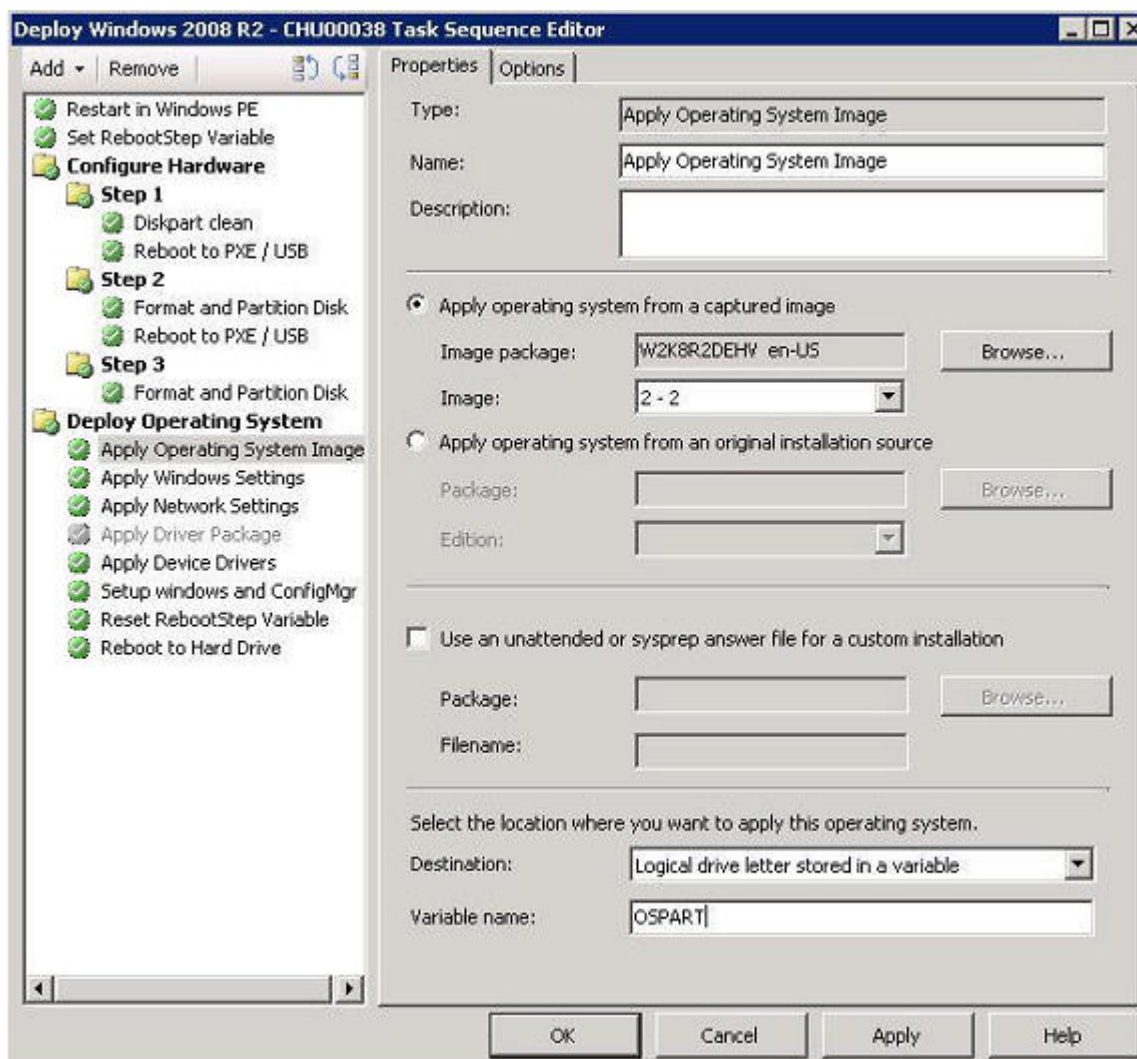 Deploy Windows 2008 R2 - CHU00038 Task Sequence Editor
Add Remove
Restart in Windows PE
Set RebootStep Variable
Configure Hardware
Step 1
Diskpart clean
Reboot to PXE / USB
Step 2
Format and Partition Disk
Reboot to PXE / USB
Step 3
Format and Partition Disk
Deploy Operating System
Apply Operating System Image
Apply Windows Settings
Apply Network Settings
Apply Driver Package
Apply Device Drivers
Setup windows and ConfigMgr
Reset RebootStep Variable
Reboot to Hard Drive
Properties Options
Type: Apply Operating System Image
Name: Apply Operating System Image
Description:
Apply operating system from a captured image
Image package: W2K8R2DEHV en-US Browse...
Image: 2 - 2
Apply operating system from an original installation source
Package: Browse...
Edition:
Use an unattended or sysprep answer file for a custom installation
Package: Browse...
Filename:
Select the location where you want to apply this operating system.
Destination: Logical drive letter stored in a variable
Variable name: OSPART
OK Cancel Apply Help